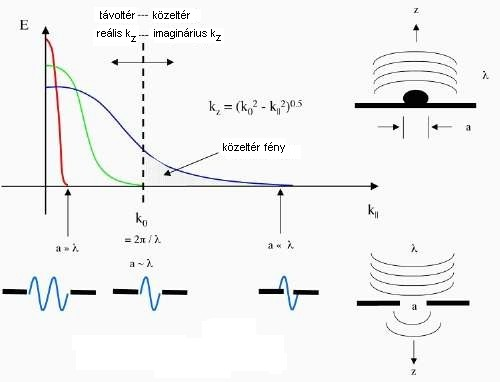 E
távoltér --- közeltér
reális kz --- imaginárius kz
kz = (k0² - k||²)^0.5
közeltér fény
k0
k||
a » λ
= 2π / λ
a « λ
a ~ λ
z
λ
a
λ
a
z